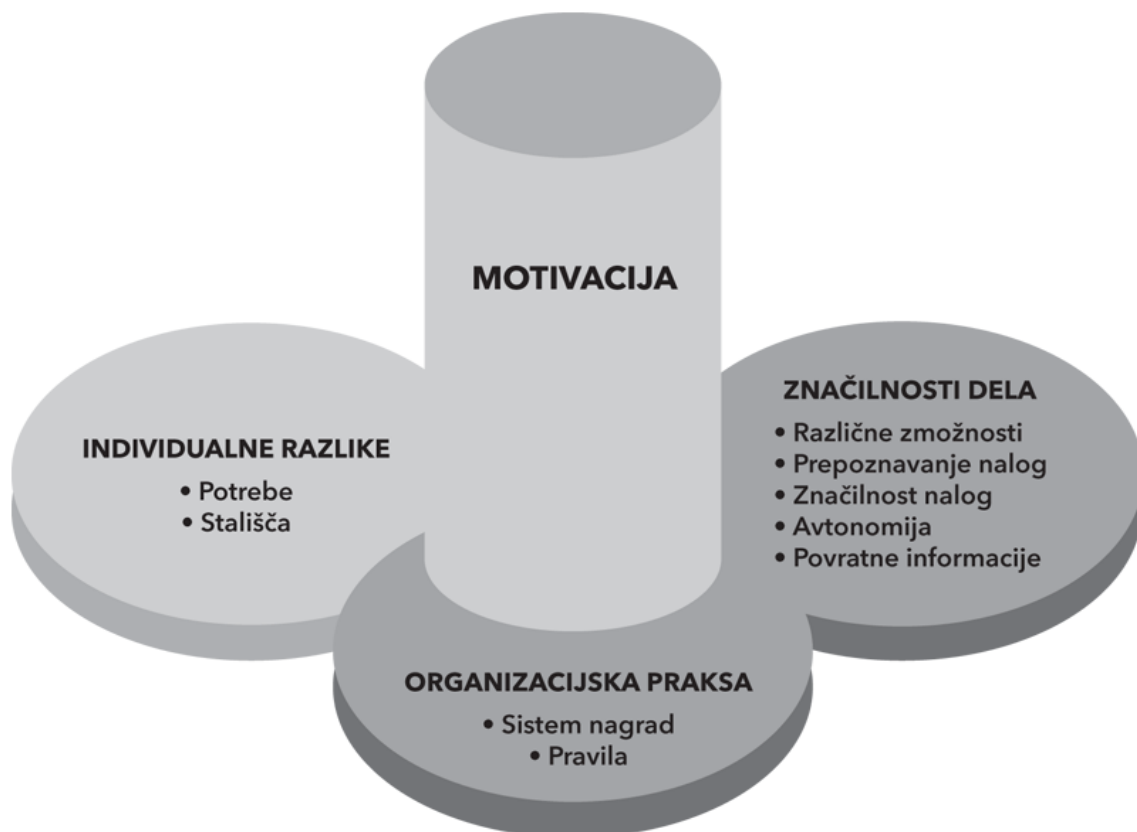 MOTIVACIJA
INDIVIDUALNE RAZLIKE
• Potrebe
• Stališča
ZNAČILNOSTI DELA
• Različne zmožnosti
• Prepoznavanje nalog
• Značilnost nalog
• Avtonomija
• Povratne informacije
ORGANIZACIJSKA PRAKSA
• Sistem nagrad
• Pravila